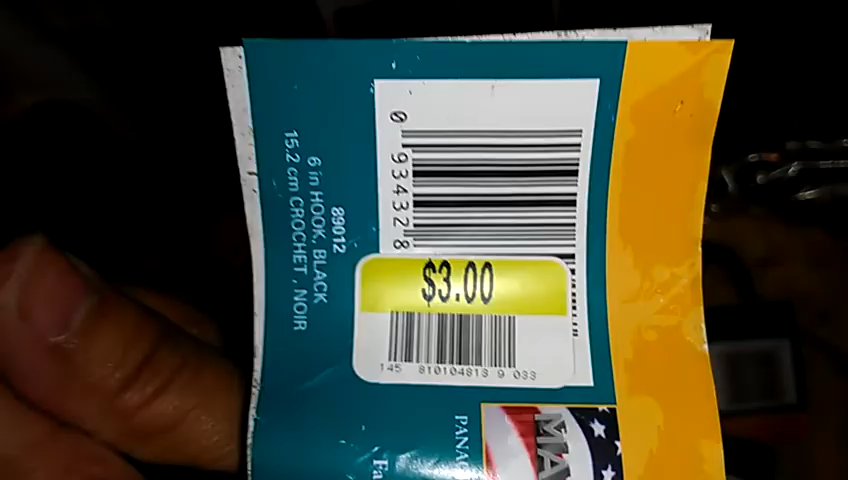 89012
6 in HOOK, BLACK
15.2 cm CROCHET , NOIR
0 93432 8
$3.00
145 810104813 9 033